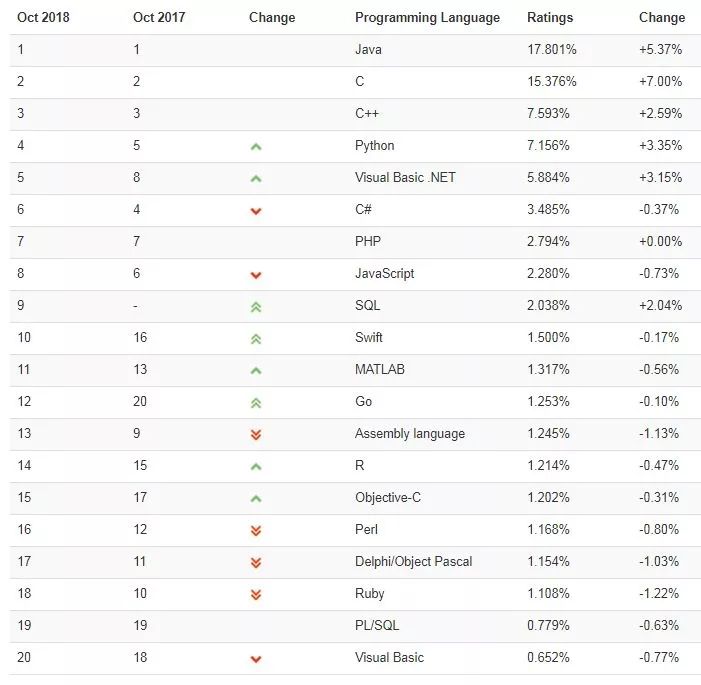 Oct 2018 Oct 2017 Change Programming Language Ratings Change
1 1 Java 17.801% +5.37%
2 2 C 15.376% +7.00%
3 3 C++ 7.593% +2.59%
4 5 Python 7.156% +3.35%
5 8 Visual Basic .NET 5.884% +3.15%
6 4 C# 3.485% -0.37%
7 7 PHP 2.794% +0.00%
8 6 JavaScript 2.280% -0.73%
9 - SQL 2.038% +2.04%
10 16 Swift 1.500% -0.17%
11 13 MATLAB 1.317% -0.56%
12 20 Go 1.253% -0.10%
13 9 Assembly language 1.245% -1.13%
14 15 R 1.214% -0.47%
15 17 Objective-C 1.202% -0.31%
16 12 Perl 1.168% -0.80%
17 11 Delphi/Object Pascal 1.154% -1.03%
18 10 Ruby 1.108% -1.22%
19 19 PL/SQL 0.779% -0.63%
20 18 Visual Basic 0.652% -0.77%